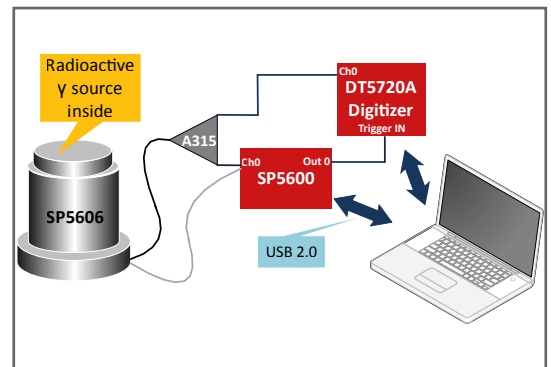 Radioactive
γ source
inside
SP5606
A315
Ch0
DT5720A
Digitizer
Trigger IN
Ch0
Out 0
SP5600
USB 2.0